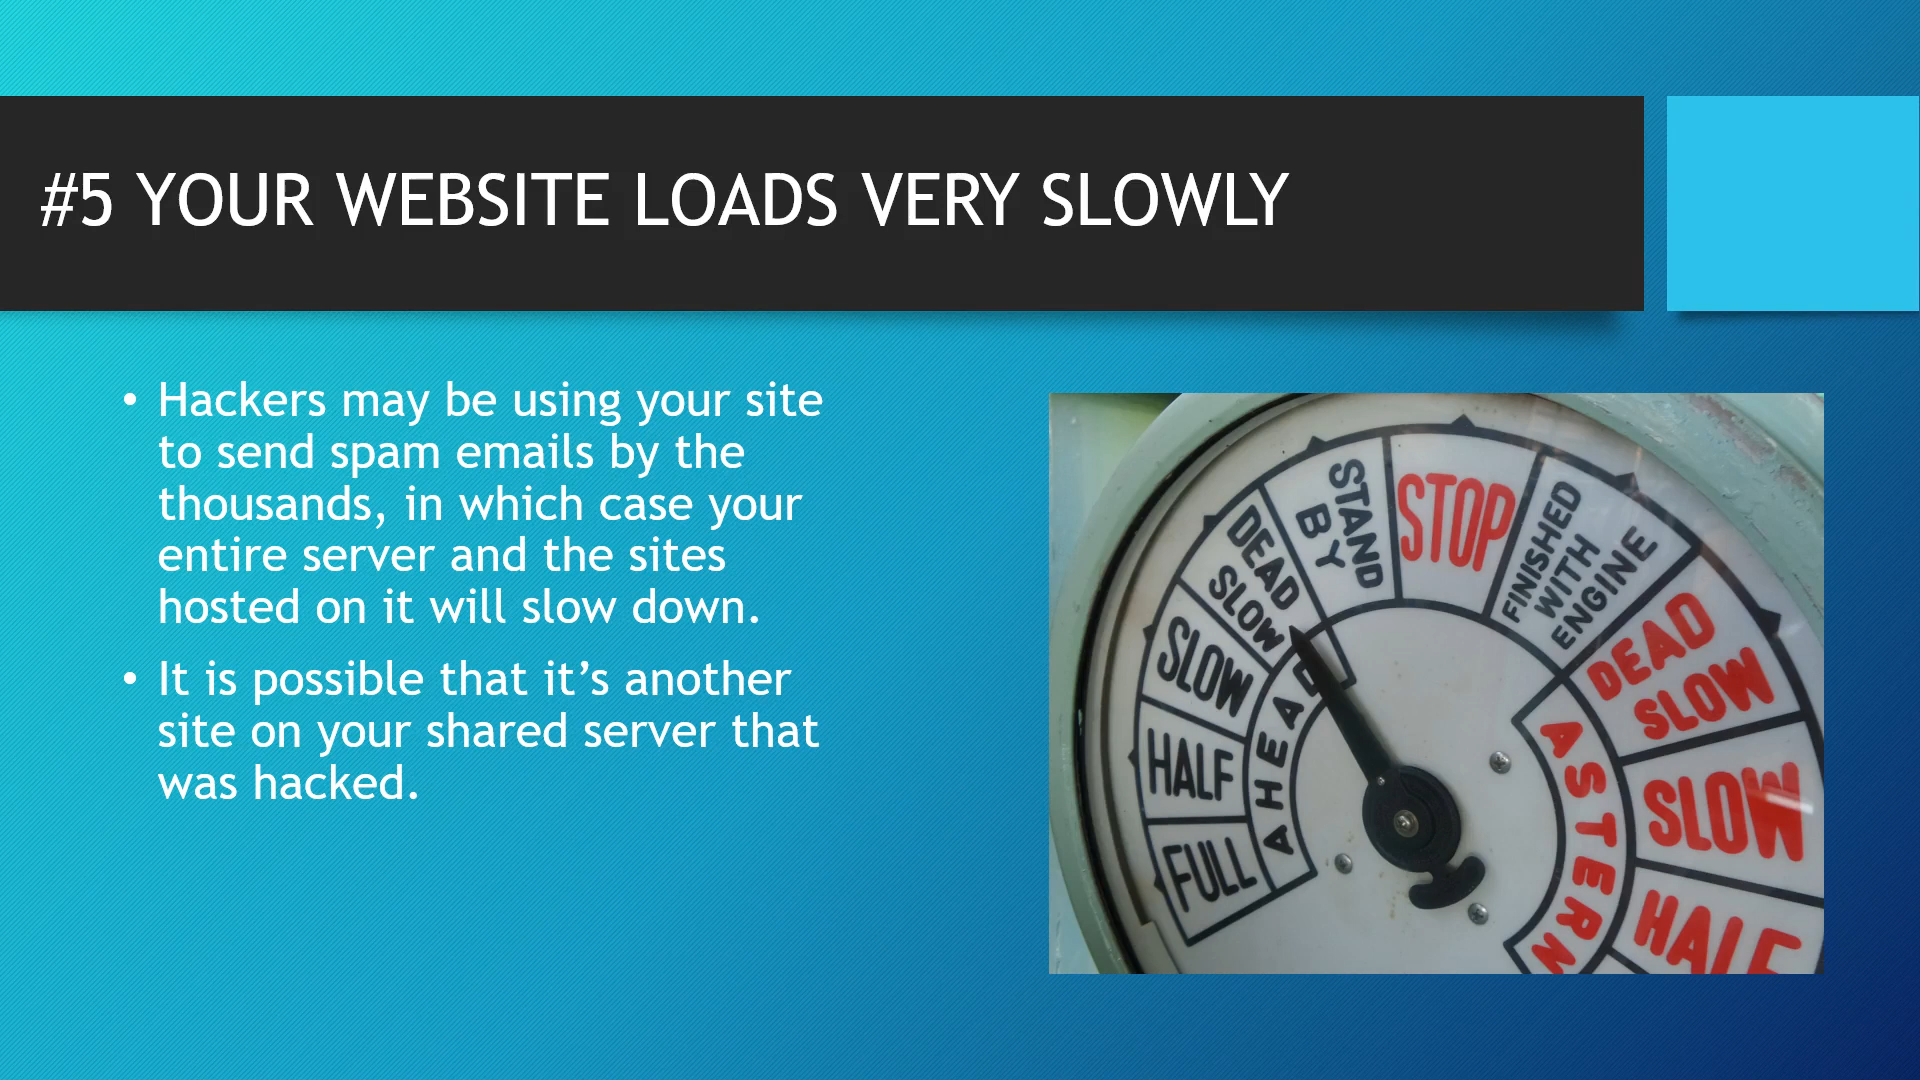 #5 YOUR WEBSITE LOADS VERY SLOWLY
• Hackers may be using your site
to send spam emails by the
thousands, in which case your
entire server and the sites
hosted on it will slow down.
• It is possible that it’s another
site on your shared server that
was hacked.
FULL
HALF
SLOW
DEAD
SLOW
STAND
BY
STOP
FINISHED
WITH
ENGINE
DEAD
SLOW
SLOW
HALF
AHEAD
ASTERN